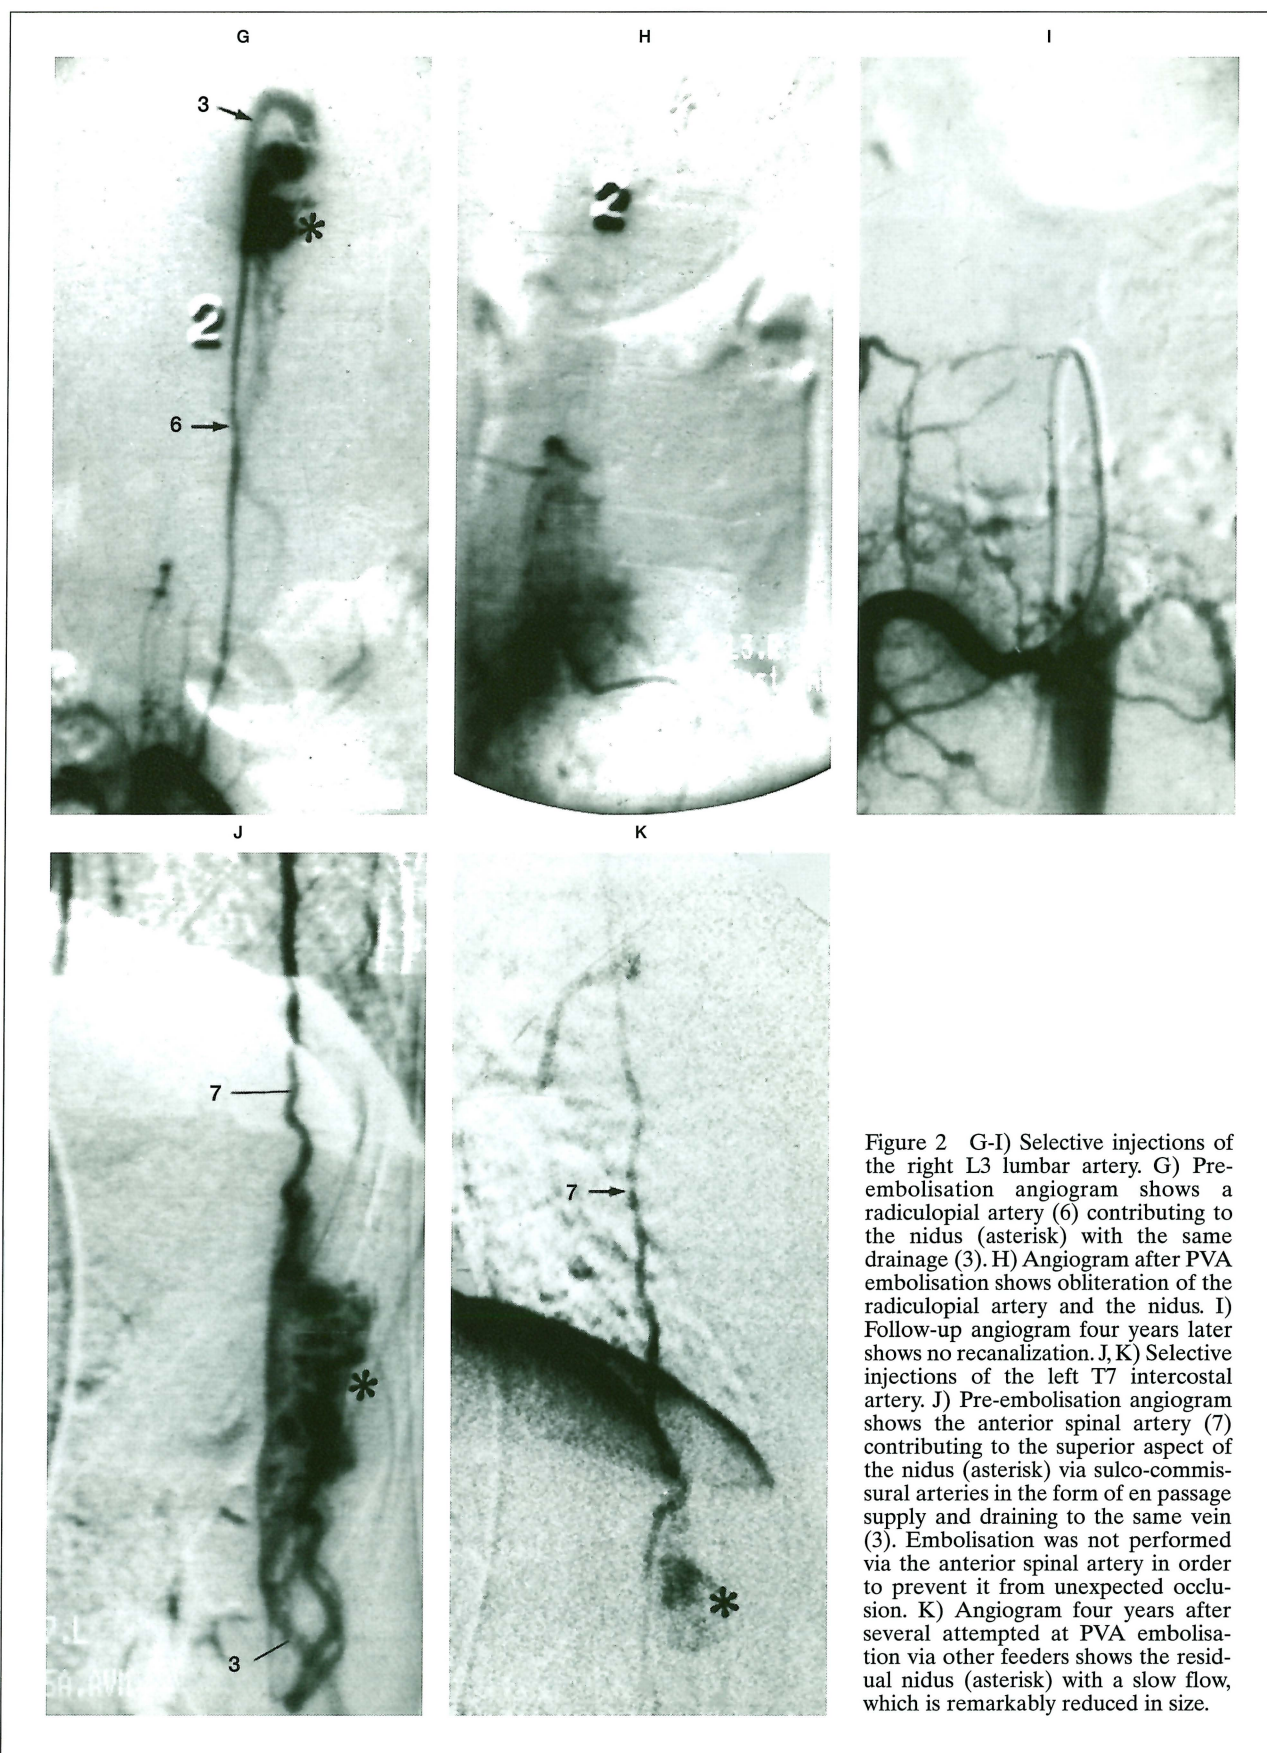 G
H
I
3
2
*
2
6
J
K
7
7
*
*
3
Figure 2 G-I) Selective injections of
the right L3 lumbar artery. G) Pre-
embolisation angiogram shows a
radiculopial artery (6) contributing to
the nidus (asterisk) with the same
drainage (3). H) Angiogram after PVA
embolisation shows obliteration of the
radiculopial artery and the nidus. I)
Follow-up angiogram four years later
shows no recanalization. J, K) Selective
injections of the left T7 intercostal
artery. J) Pre-embolisation angiogram
shows the anterior spinal artery (7)
contributing to the superior aspect of
the nidus (asterisk) via sulco-commis-
sural arteries in the form of en passage
supply and draining to the same vein
(3). Embolisation was not performed
via the anterior spinal artery in order
to prevent it from unexpected occlu-
sion. K) Angiogram four years after
several attempted at PVA embolisa-
tion via other feeders shows the resid-
ual nidus (asterisk) with a slow flow,
which is remarkably reduced in size.